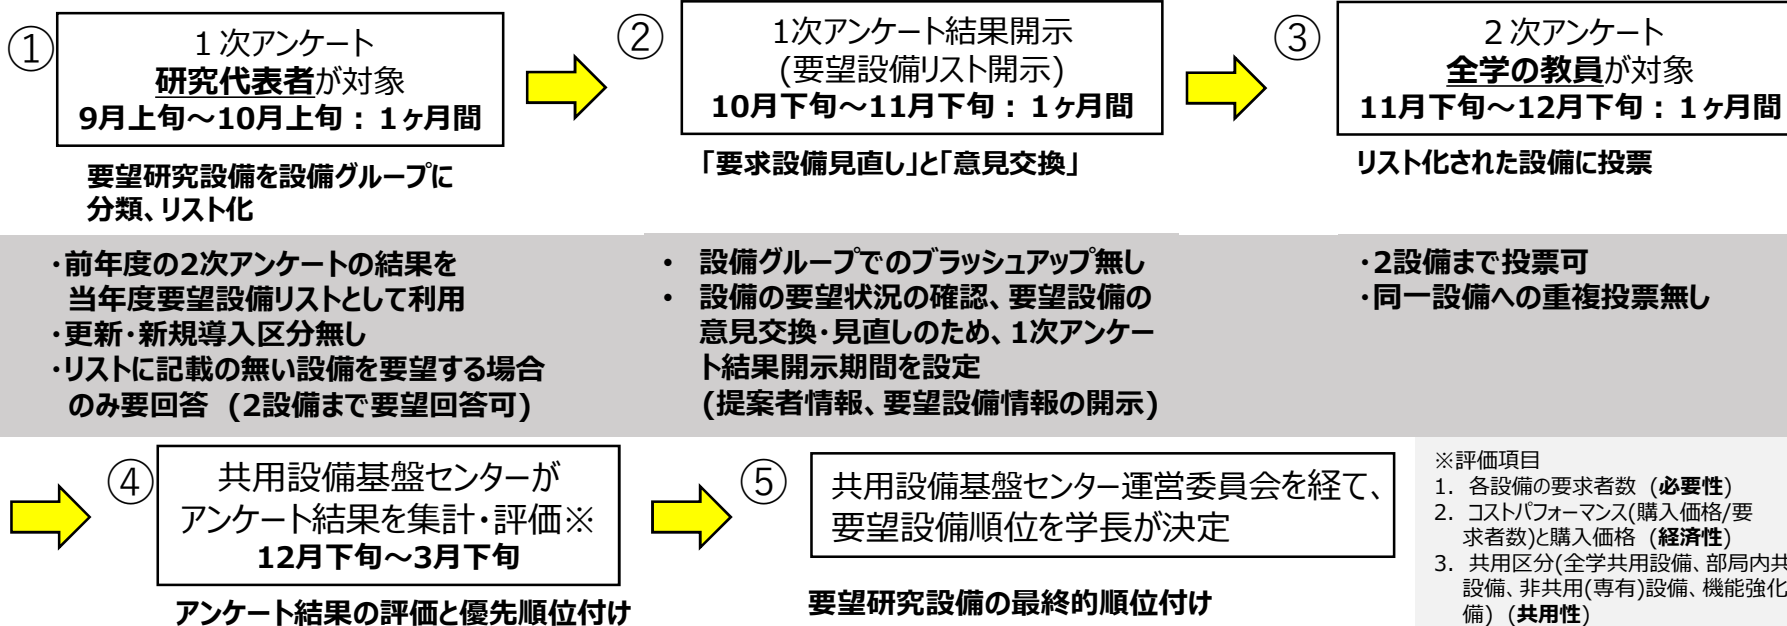 ①
1次アンケート
研究代表者が対象
9月上旬～10月上旬：1ヶ月間
要望研究設備を設備グループに
分類、リスト化
②
1次アンケート結果開示
(要望設備リスト開示)
10月下旬～11月下旬：1ヶ月間
「要求設備見直し」と「意見交換」
③
2次アンケート
全学の教員が対象
11月下旬～12月下旬：1ヶ月間
リスト化された設備に投票
・前年度の2次アンケートの結果を
当年度要望設備リストとして利用
・更新・新規導入区分無し
・リストに記載の無い設備を要望する場合
のみ要回答 (2設備まで要望回答可)
• 設備グループでのブラッシュアップ無し
• 設備の要望状況の確認、要望設備の
意見交換・見直しのため、1次アンケー
ト結果開示期間を設定
(提案者情報、要望設備情報の開示)
・2設備まで投票可
・同一設備への重複投票無し
④
共用設備基盤センターが
アンケート結果を集計・評価※
12月下旬～3月下旬
アンケート結果の評価と優先順位付け
⑤
共用設備基盤センター運営委員会を経て、
要望設備順位を学長が決定
要望研究設備の最終的順位付け
※評価項目
1. 各設備の要求者数 (必要性)
2. コストパフォーマンス(購入価格/要
求者数)と購入価格 (経済性)
3. 共用区分(全学共用設備、部局内共
設備、非共用(専有)設備、機能強化
備) (共用性)